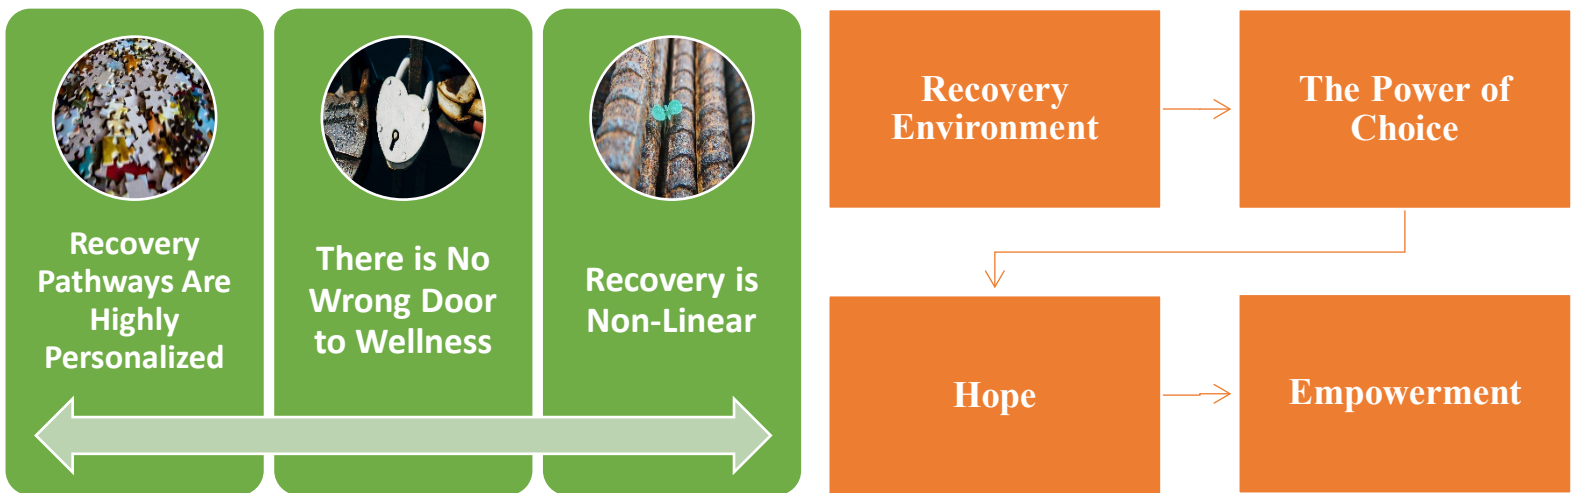 Recovery
Pathways Are
Highly
Personalized
There is No
Wrong Door
to Wellness
Recovery is
Non-Linear
Recovery
Environment
The Power of
Choice
Hope
Empowerment